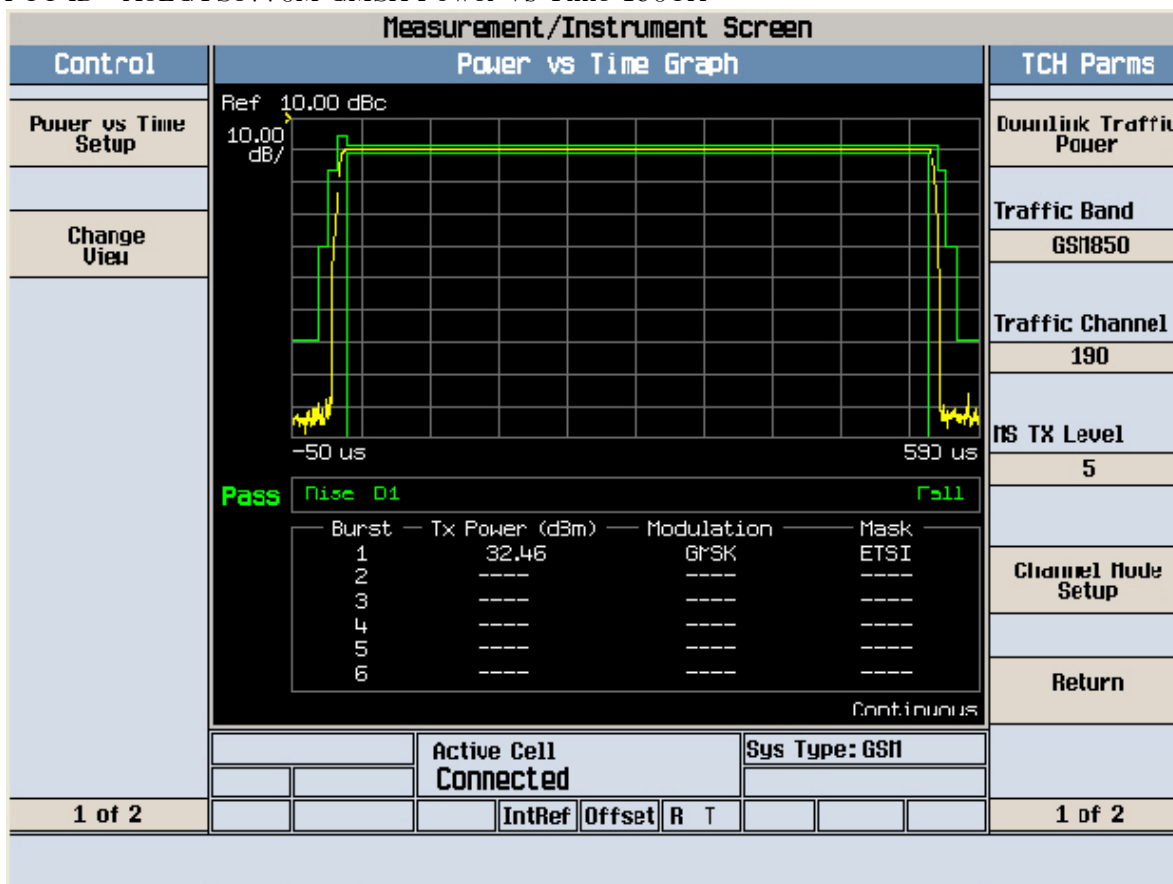 Measurement/Instrument Screen
Control
Power vs Time Graph
TCH Parms
Power vs Time
Setup
Change
View
1 of 2
Ref 10.00 dBc
10.00
dB/
-50 us
590 us
Pass
Rise D1
Fall
Burst Tx Power (dBm) Modulation Mask
1 32.46 GMSK ETSI
2 ---- ---- ----
3 ---- ---- ----
4 ---- ---- ----
5 ---- ---- ----
6 ---- ---- ----
Continuous
Active Cell
Connected
Sys Type: GSM
IntRef Offset R T
Downlink Traffic
Power
Traffic Band
GSM850
Traffic Channel
190
MS TX Level
5
Channel Mode
Setup
Return
1 of 2